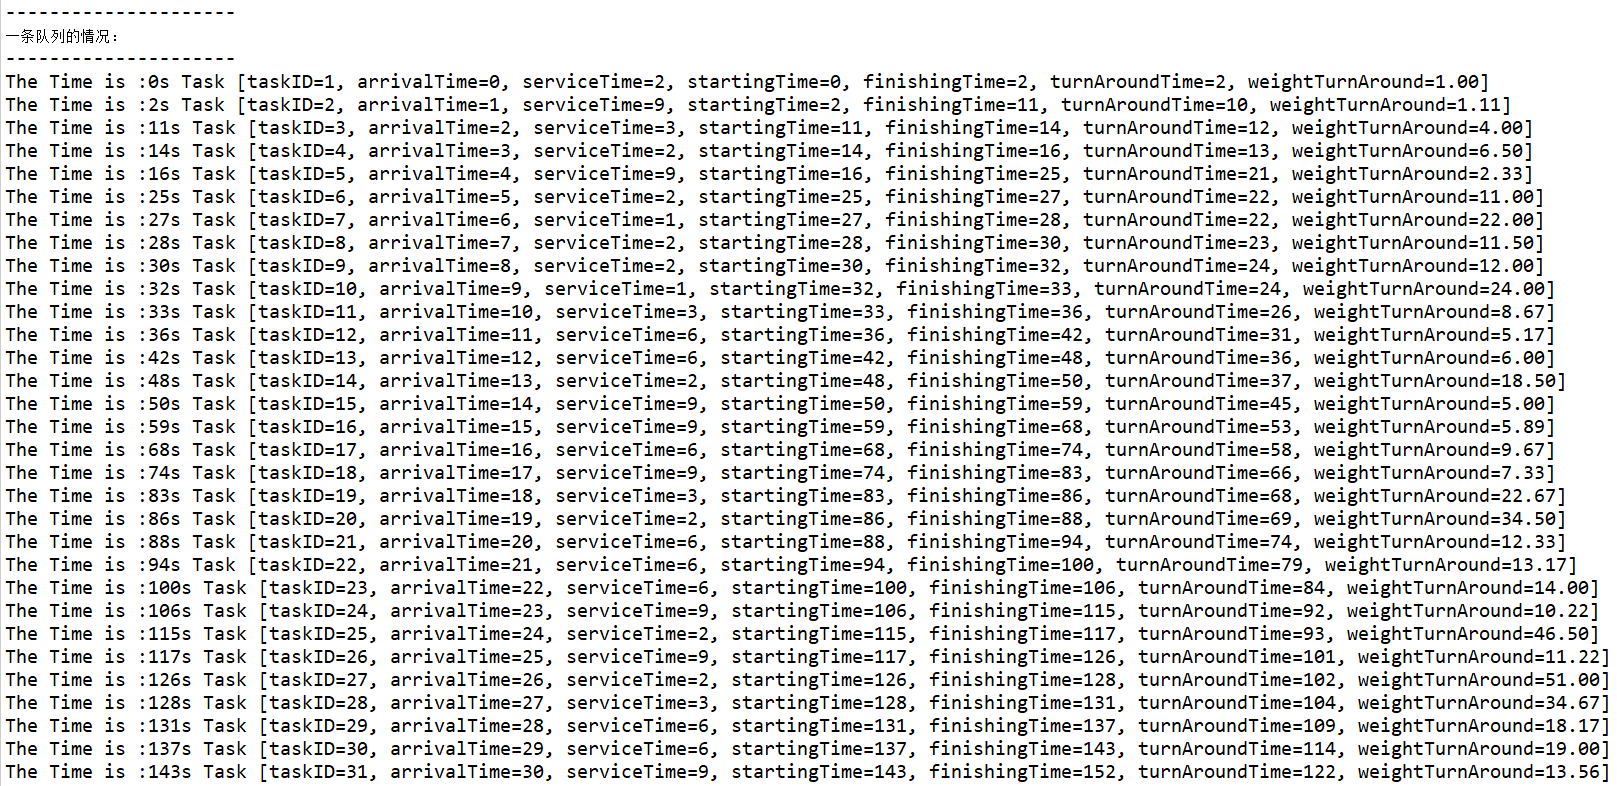 ---------------------
一条队列的情况：
---------------------
The Time is :0s Task [taskID=1, arrivalTime=0, serviceTime=2, startingTime=0, finishingTime=2, turnAroundTime=2, weightTurnAround=1.00]
The Time is :2s Task [taskID=2, arrivalTime=1, serviceTime=9, startingTime=2, finishingTime=11, turnAroundTime=10, weightTurnAround=1.11]
The Time is :11s Task [taskID=3, arrivalTime=2, serviceTime=3, startingTime=11, finishingTime=14, turnAroundTime=12, weightTurnAround=4.00]
The Time is :14s Task [taskID=4, arrivalTime=3, serviceTime=2, startingTime=14, finishingTime=16, turnAroundTime=13, weightTurnAround=6.50]
The Time is :16s Task [taskID=5, arrivalTime=4, serviceTime=9, startingTime=16, finishingTime=25, turnAroundTime=21, weightTurnAround=2.33]
The Time is :25s Task [taskID=6, arrivalTime=5, serviceTime=2, startingTime=25, finishingTime=27, turnAroundTime=22, weightTurnAround=11.00]
The Time is :27s Task [taskID=7, arrivalTime=6, serviceTime=1, startingTime=27, finishingTime=28, turnAroundTime=22, weightTurnAround=22.00]
The Time is :28s Task [taskID=8, arrivalTime=7, serviceTime=2, startingTime=28, finishingTime=30, turnAroundTime=23, weightTurnAround=11.50]
The Time is :30s Task [taskID=9, arrivalTime=8, serviceTime=2, startingTime=30, finishingTime=32, turnAroundTime=24, weightTurnAround=12.00]
The Time is :32s Task [taskID=10, arrivalTime=9, serviceTime=1, startingTime=32, finishingTime=33, turnAroundTime=24, weightTurnAround=24.00]
The Time is :33s Task [taskID=11, arrivalTime=10, serviceTime=3, startingTime=33, finishingTime=36, turnAroundTime=26, weightTurnAround=8.67]
The Time is :36s Task [taskID=12, arrivalTime=11, serviceTime=6, startingTime=36, finishingTime=42, turnAroundTime=31, weightTurnAround=5.17]
The Time is :42s Task [taskID=13, arrivalTime=12, serviceTime=6, startingTime=42, finishingTime=48, turnAroundTime=36, weightTurnAround=6.00]
The Time is :48s Task [taskID=14, arrivalTime=13, serviceTime=2, startingTime=48, finishingTime=50, turnAroundTime=37, weightTurnAround=18.50]
The Time is :50s Task [taskID=15, arrivalTime=14, serviceTime=9, startingTime=50, finishingTime=59, turnAroundTime=45, weightTurnAround=5.00]
The Time is :59s Task [taskID=16, arrivalTime=15, serviceTime=9, startingTime=59, finishingTime=68, turnAroundTime=53, weightTurnAround=5.89]
The Time is :68s Task [taskID=17, arrivalTime=16, serviceTime=6, startingTime=68, finishingTime=74, turnAroundTime=58, weightTurnAround=9.67]
The Time is :74s Task [taskID=18, arrivalTime=17, serviceTime=9, startingTime=74, finishingTime=83, turnAroundTime=66, weightTurnAround=7.33]
The Time is :83s Task [taskID=19, arrivalTime=18, serviceTime=3, startingTime=83, finishingTime=86, turnAroundTime=68, weightTurnAround=22.67]
The Time is :86s Task [taskID=20, arrivalTime=19, serviceTime=2, startingTime=86, finishingTime=88, turnAroundTime=69, weightTurnAround=34.50]
The Time is :88s Task [taskID=21, arrivalTime=20, serviceTime=6, startingTime=88, finishingTime=94, turnAroundTime=74, weightTurnAround=12.33]
The Time is :94s Task [taskID=22, arrivalTime=21, serviceTime=6, startingTime=94, finishingTime=100, turnAroundTime=79, weightTurnAround=13.17]
The Time is :100s Task [taskID=23, arrivalTime=22, serviceTime=6, startingTime=100, finishingTime=106, turnAroundTime=84, weightTurnAround=14.00]
The Time is :106s Task [taskID=24, arrivalTime=23, serviceTime=9, startingTime=106, finishingTime=115, turnAroundTime=92, weightTurnAround=10.22]
The Time is :115s Task [taskID=25, arrivalTime=24, serviceTime=2, startingTime=115, finishingTime=117, turnAroundTime=93, weightTurnAround=46.50]
The Time is :117s Task [taskID=26, arrivalTime=25, serviceTime=9, startingTime=117, finishingTime=126, turnAroundTime=101, weightTurnAround=11.22]
The Time is :126s Task [taskID=27, arrivalTime=26, serviceTime=2, startingTime=126, finishingTime=128, turnAroundTime=102, weightTurnAround=51.00]
The Time is :128s Task [taskID=28, arrivalTime=27, serviceTime=3, startingTime=128, finishingTime=131, turnAroundTime=104, weightTurnAround=34.67]
The Time is :131s Task [taskID=29, arrivalTime=28, serviceTime=6, startingTime=131, finishingTime=137, turnAroundTime=109, weightTurnAround=18.17]
The Time is :137s Task [taskID=30, arrivalTime=29, serviceTime=6, startingTime=137, finishingTime=143, turnAroundTime=114, weightTurnAround=19.00]
The Time is :143s Task [taskID=31, arrivalTime=30, serviceTime=9, startingTime=143, finishingTime=152, turnAroundTime=122, weightTurnAround=13.56]